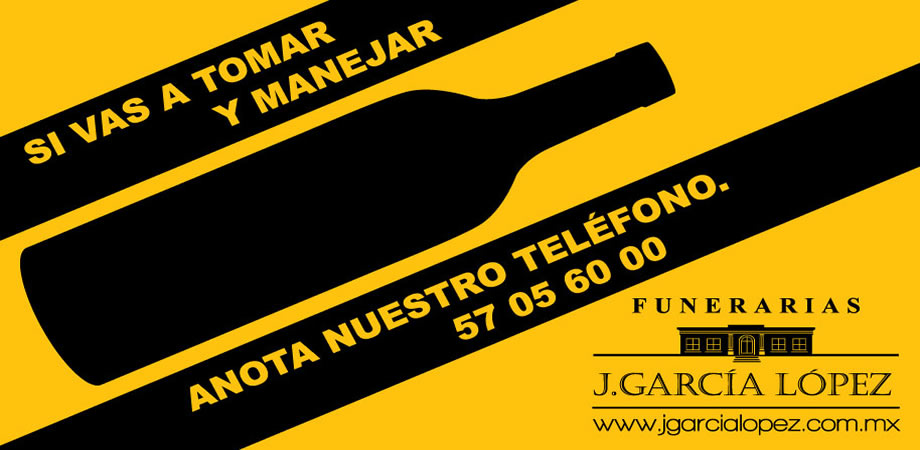 SI VAS A TOMAR
Y MANEJAR
ANOTA NUESTRO TELÉFONO.
57 05 60 00
FUNERARIAS
J.GARCÍA LÓPEZ
www.jgarcialopez.com.mx